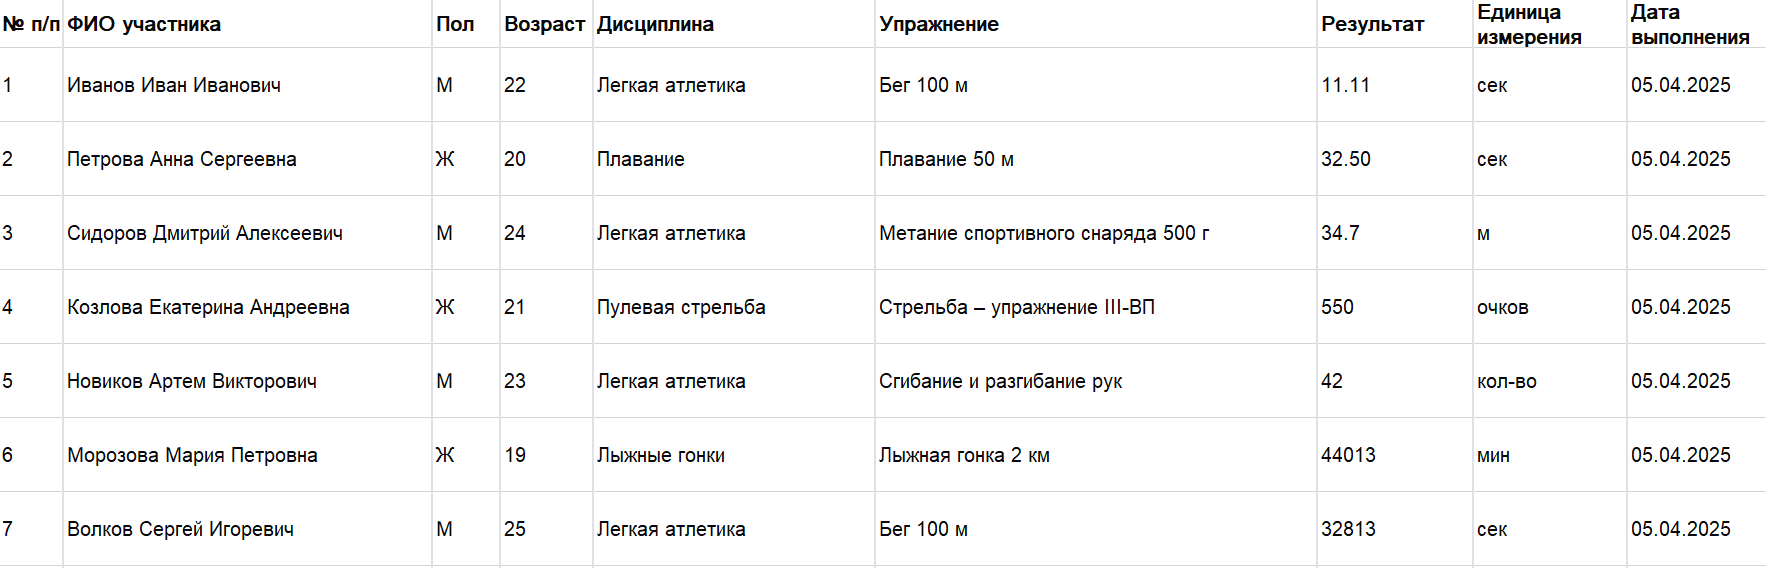 № п/п ФИО участника Пол Возраст Дисциплина Упражнение Результат Единица измерения Дата выполнения
1 Иванов Иван Иванович М 22 Легкая атлетика Бег 100 м 11.11 сек 05.04.2025
2 Петрова Анна Сергеевна Ж 20 Плавание Плавание 50 м 32.50 сек 05.04.2025
3 Сидоров Дмитрий Алексеевич М 24 Легкая атлетика Метание спортивного снаряда 500 г 34.7 м 05.04.2025
4 Козлова Екатерина Андреевна Ж 21 Пулевая стрельба Стрельба – упражнение III-ВП 550 очков 05.04.2025
5 Новиков Артем Викторович М 23 Легкая атлетика Сгибание и разгибание рук 42 кол-во 05.04.2025
6 Морозова Мария Петровна Ж 19 Лыжные гонки Лыжная гонка 2 км 44013 мин 05.04.2025
7 Волков Сергей Игоревич М 25 Легкая атлетика Бег 100 м 32813 сек 05.04.2025